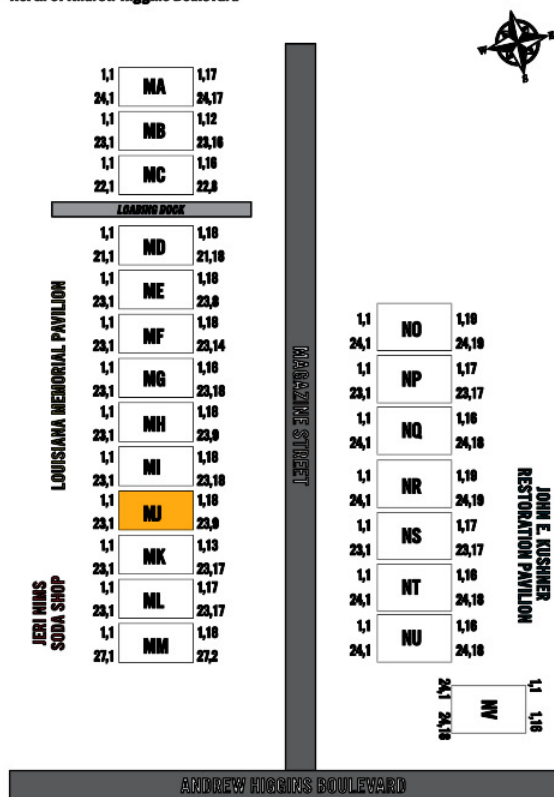 N
E
S
W
1,1 MA 1,17
24,1 24,17
1,1 MB 1,12
23,1 23,16
1,1 MC 1,16
22,1 22,8
LOADING DOCK
1,1 MD 1,18
21,1 21,18
1,1 ME 1,18
23,1 23,8
1,1 MF 1,18
23,1 23,14
1,1 MG 1,16
23,1 23,18
1,1 MH 1,18
23,1 23,9
1,1 MI 1,18
23,1 23,18
1,1 MJ 1,18
23,1 23,9
1,1 MK 1,13
23,1 23,17
1,1 ML 1,17
23,1 23,17
1,1 MM 1,18
27,1 27,2
LOUISIANA MEMORIAL PAVILION
JERI NIMS
SODA SHOP
MAGAZINE STREET
1,1 NO 1,19
24,1 24,19
1,1 NP 1,17
23,1 23,17
1,1 NQ 1,16
24,1 24,18
1,1 NR 1,19
24,1 24,19
1,1 NS 1,17
23,1 23,17
1,1 NT 1,16
24,1 24,18
1,1 NU 1,16
24,1 24,18
JOHN E. KUSHNER
RESTORATION PAVILION
1,1 NV 1,16
24,1 24,18
ANDREW HIGGINS BOULEVARD